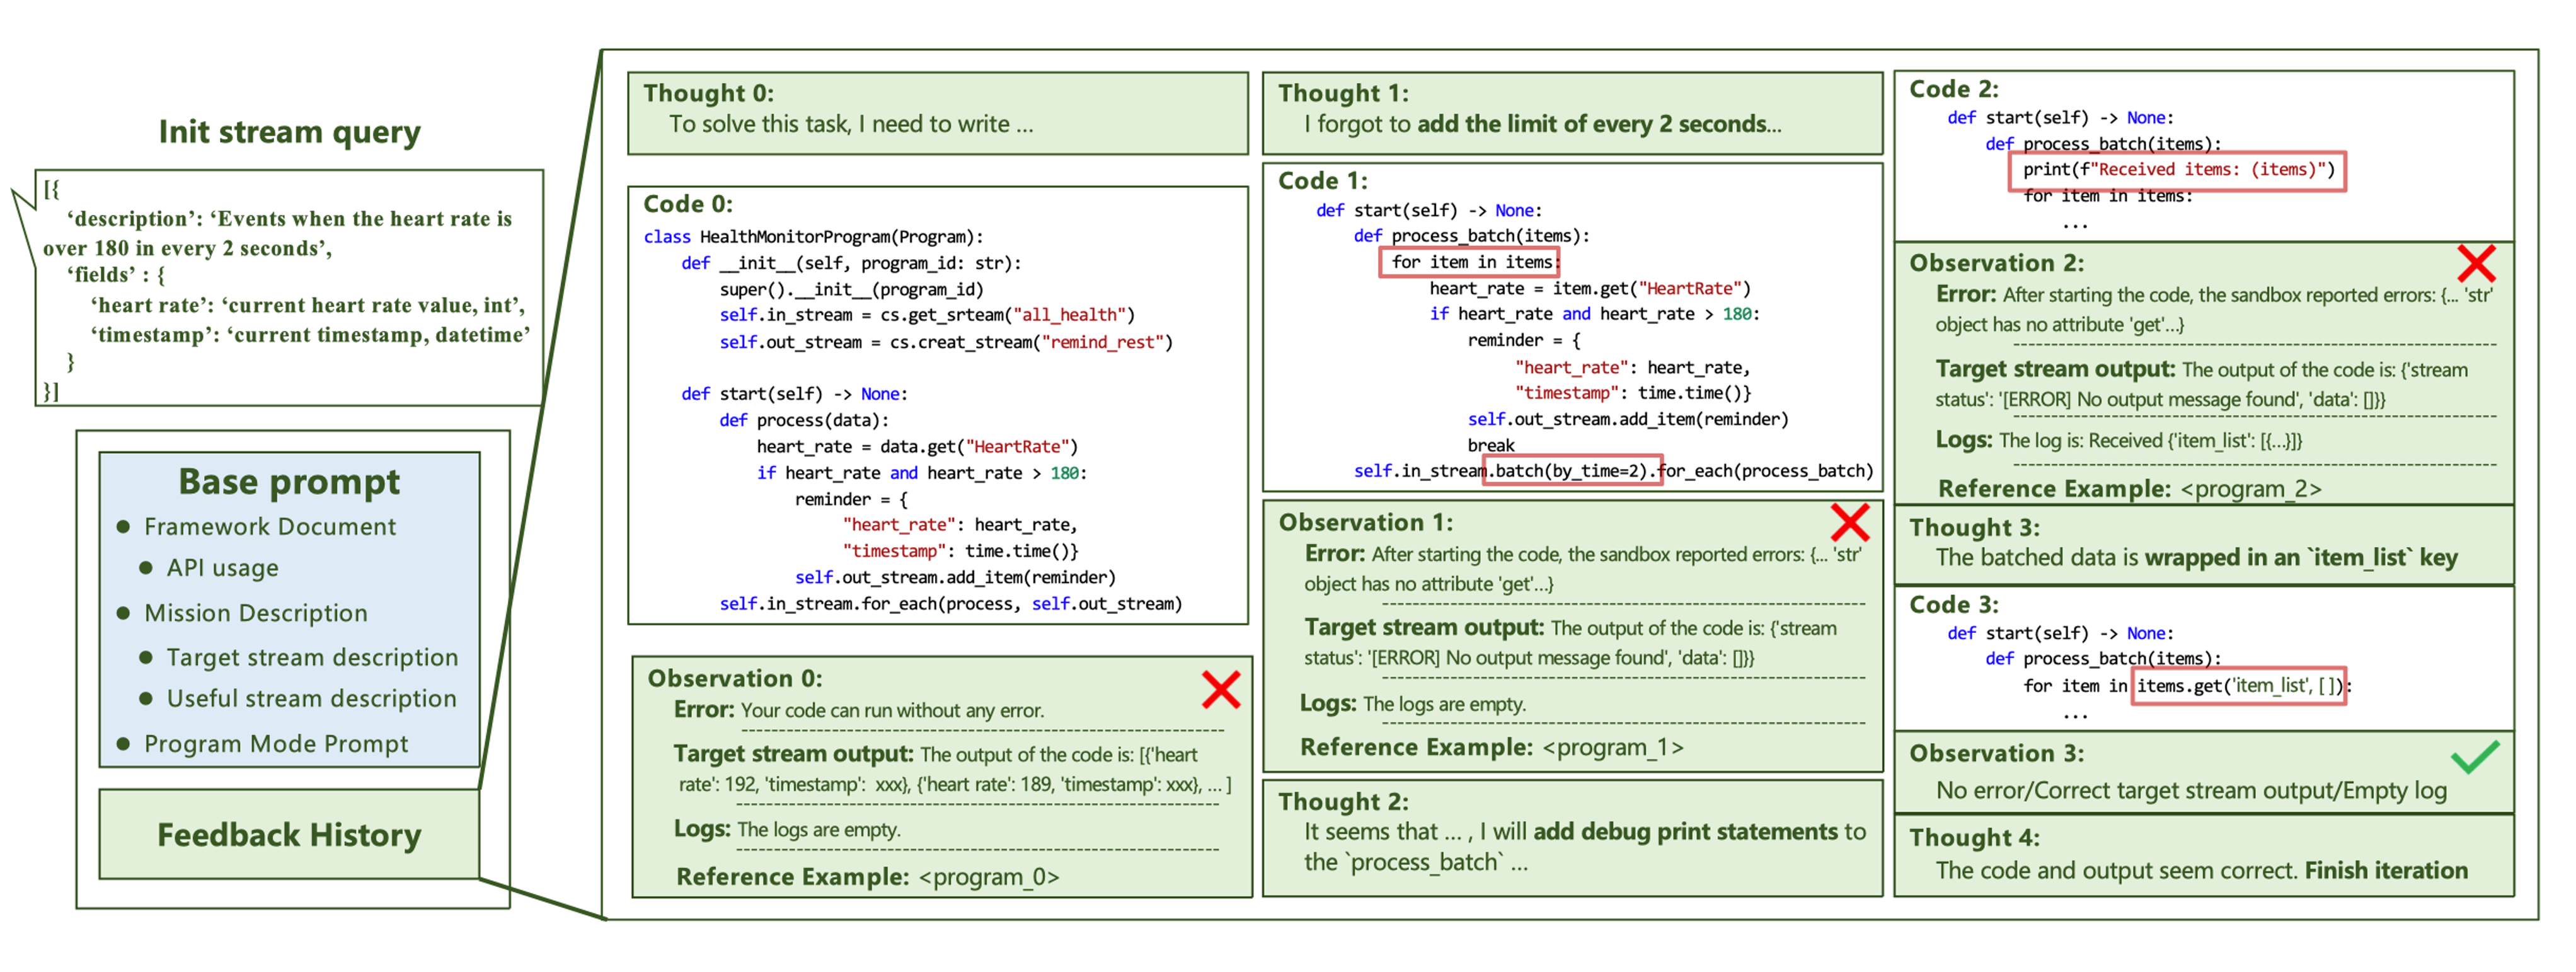 Init stream query
[{
‘description’: ‘Events when the heart rate is
over 180 in every 2 seconds’,
‘fields’ : {
‘heart rate’: ‘current heart rate value, int’,
‘timestamp’: ‘current timestamp, datetime’
}
}]
Base prompt
● Framework Document
● API usage
● Mission Description
● Target stream description
● Useful stream description
● Program Mode Prompt
Feedback History
Thought 0:
To solve this task, I need to write ...
Code 0:
class HealthMonitorProgram(Program):
def __init__(self, program_id: str):
super().__init__(program_id)
self.in_stream = cs.get_srteam("all_health")
self.out_stream = cs.creat_stream("remind_rest")
def start(self) -> None:
def process(data):
heart_rate = data.get("HeartRate")
if heart_rate and heart_rate > 180:
reminder = {
"heart_rate": heart_rate,
"timestamp": time.time()}
self.out_stream.add_item(reminder)
self.in_stream.for_each(process, self.out_stream)
Observation 0:
Error: Your code can run without any error.
Target stream output: The output of the code is: [{'heart
rate': 192, 'timestamp': xxx}, {'heart rate': 189, 'timestamp': xxx}, ... ]
Logs: The logs are empty.
Reference Example: <program_0>
Thought 1:
I forgot to add the limit of every 2 seconds...
Code 1:
def start(self) -> None:
def process_batch(items):
for item in items:
heart_rate = item.get("HeartRate")
if heart_rate and heart_rate > 180:
reminder = {
"heart_rate": heart_rate,
"timestamp": time.time()}
self.out_stream.add_item(reminder)
break
self.in_stream.batch(by_time=2).for_each(process_batch)
Observation 1:
Error: After starting the code, the sandbox reported errors: {... 'str'
object has no attribute 'get'...}
Target stream output: The output of the code is: {'stream
status': '[ERROR] No output message found', 'data': []}}
Logs: The logs are empty.
Reference Example: <program_1>
Thought 2:
It seems that ... , I will add debug print statements to
the `process_batch` ...
Code 2:
def start(self) -> None:
def process_batch(items):
print(f"Received items: (items)")
for item in items:
...
Observation 2:
Error: After starting the code, the sandbox reported errors: {... 'str'
object has no attribute 'get'...}
Target stream output: The output of the code is: {'stream
status': '[ERROR] No output message found', 'data': []}}
Logs: The log is: Received {'item_list': [{...}]}
Reference Example: <program_2>
Thought 3:
The batched data is wrapped in an `item_list` key
Code 3:
def start(self) -> None:
def process_batch(items):
for item in items.get('item_list', [ ]):
...
Observation 3:
No error/Correct target stream output/Empty log
Thought 4:
The code and output seem correct. Finish iteration